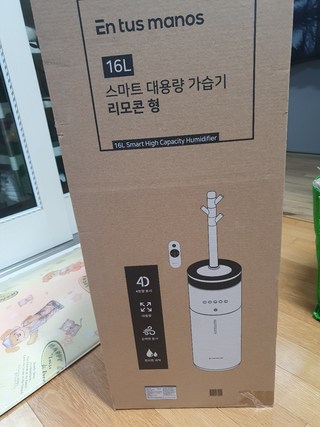 En tus manos
16L
스마트 대용량 가습기
리모콘 형
16L Smart High Capacity Humidifier
4D